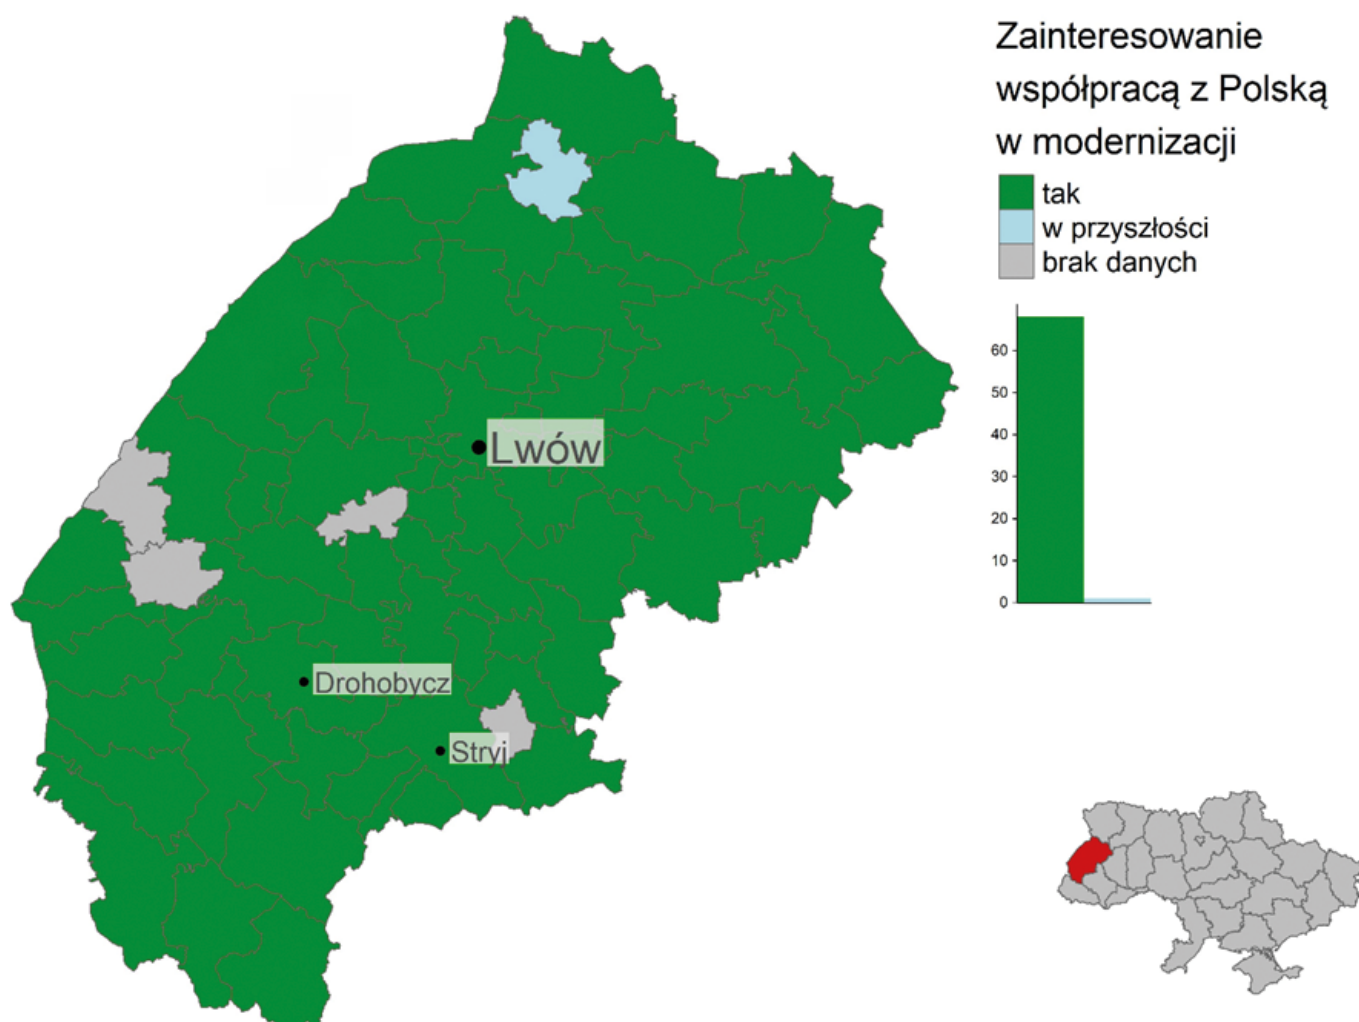 Zainteresowanie
współpracą z Polską
w modernizacji
tak
w przyszłości
brak danych
60
50
40
30
20
10
0
Lwów
Drohobycz
Stryj